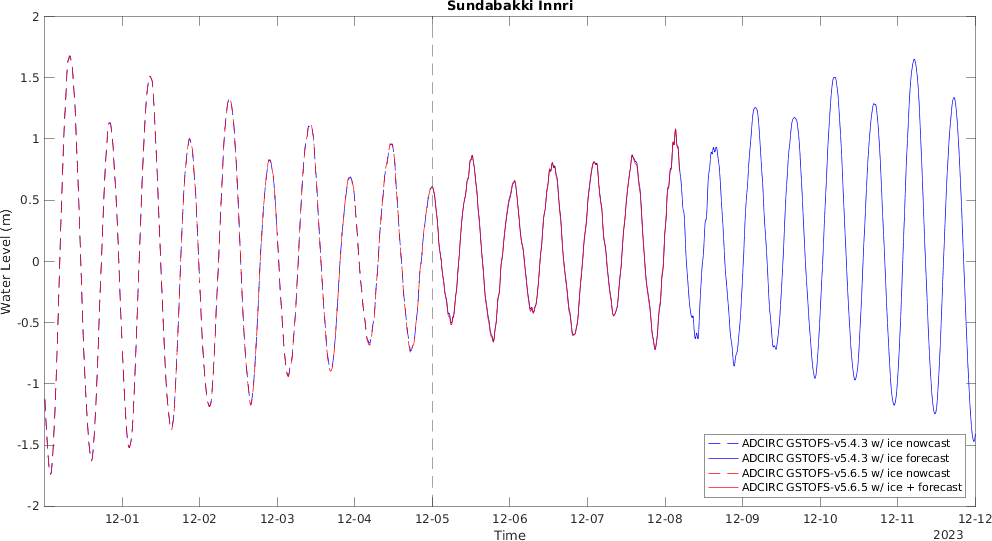 Sundabakki Innri
2
1.5
1
0.5
0
-0.5
-1
-1.5
-2
Water Level (m)
12-01 12-02 12-03 12-04 12-05 12-06 12-07 12-08 12-09 12-10 12-11 12-12
Time
2023
ADCIRC GSTOFS-v5.4.3 w/ ice nowcast
ADCIRC GSTOFS-v5.4.3 w/ ice forecast
ADCIRC GSTOFS-v5.6.5 w/ ice nowcast
ADCIRC GSTOFS-v5.6.5 w/ ice + forecast